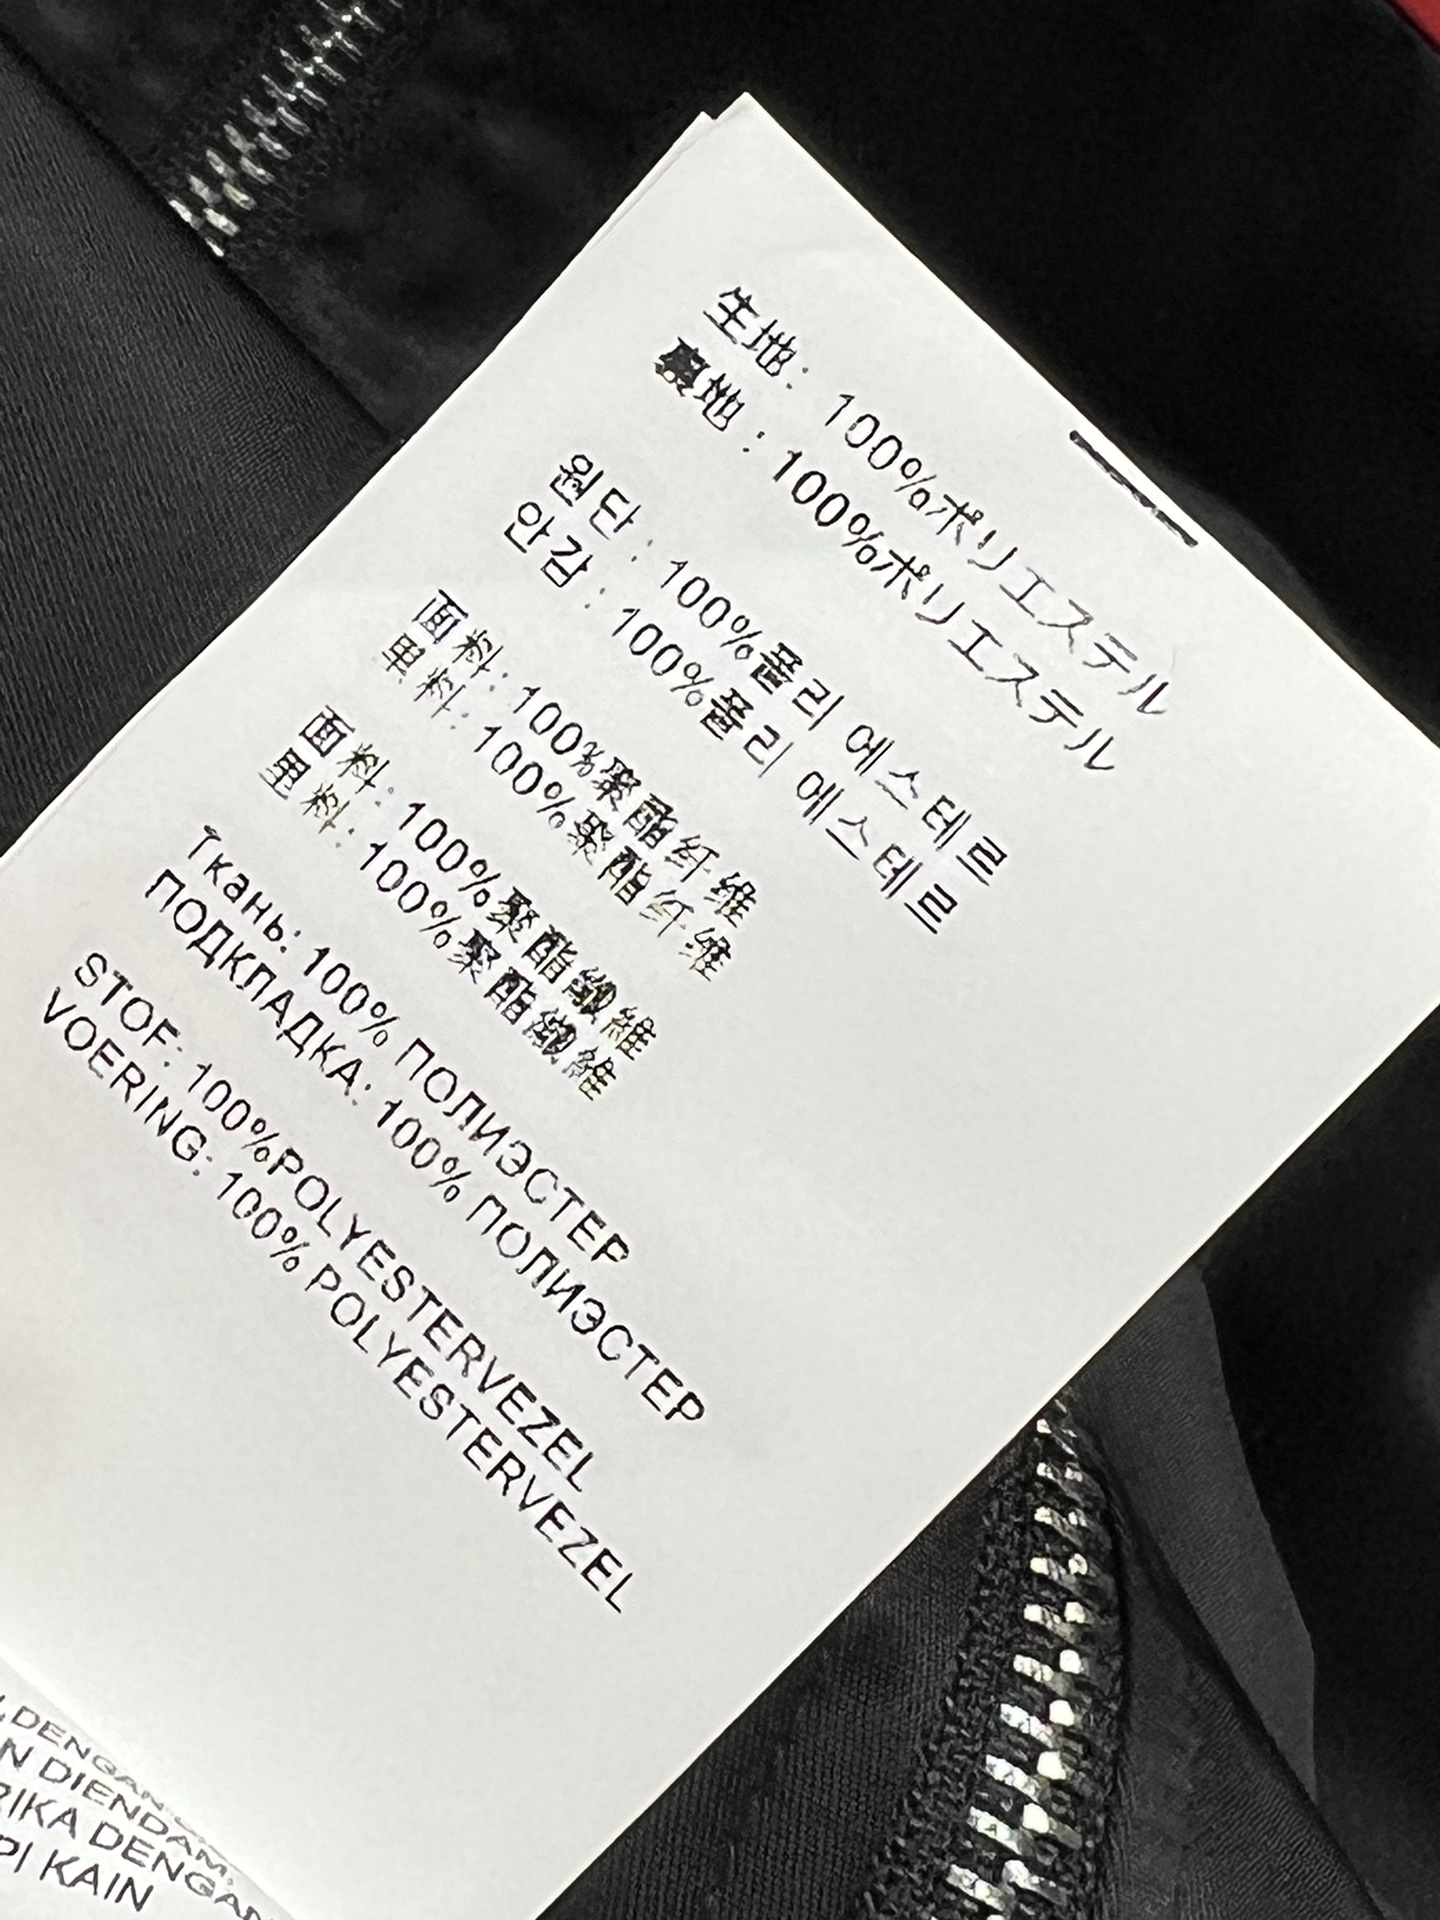 生地: 100%ポリエステル
裏地: 100%ポリエステル
원단: 100%폴리 에스테르
안감: 100%폴리 에스테르
面料: 100%聚酯纤维
里料: 100%聚酯纤维
面料: 100%聚酯纖維
里料: 100%聚酯纖維
Ткань: 100% ПОЛИЭСТЕР
ПОДКЛАДКА: 100% ПОЛИЭСТЕР
STOF: 100%POLYESTERVEZEL
VOERING: 100% POLYESTERVEZEL
DENGAN
DIENDAM,
DENGAN
KAIN